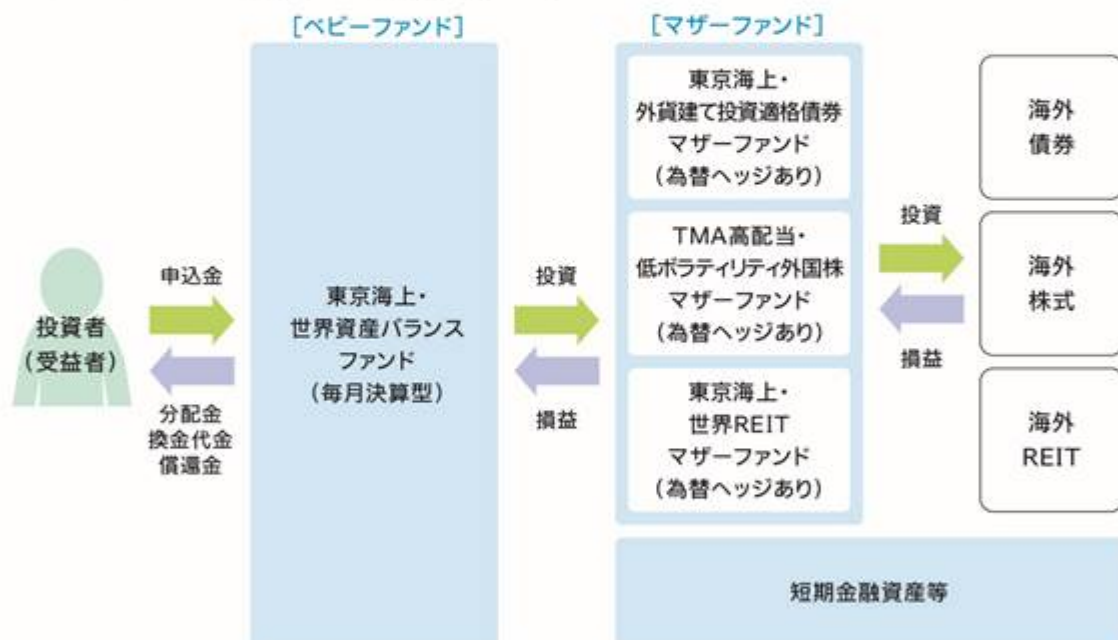 [ベビーファンド]
[マザーファンド]
投資者
(受益者)
申込金
分配金
換金代金
償還金
東京海上・
世界資産バランス
ファンド
(毎月決算型)
投資
損益
東京海上・
外貨建て投資適格債券
マザーファンド
(為替ヘッジあり)
TMA高配当・
低ボラティリティ外国株
マザーファンド
(為替ヘッジあり)
東京海上・
世界REIT
マザーファンド
(為替ヘッジあり)
投資
損益
海外
債券
海外
株式
海外
REIT
短期金融資産等